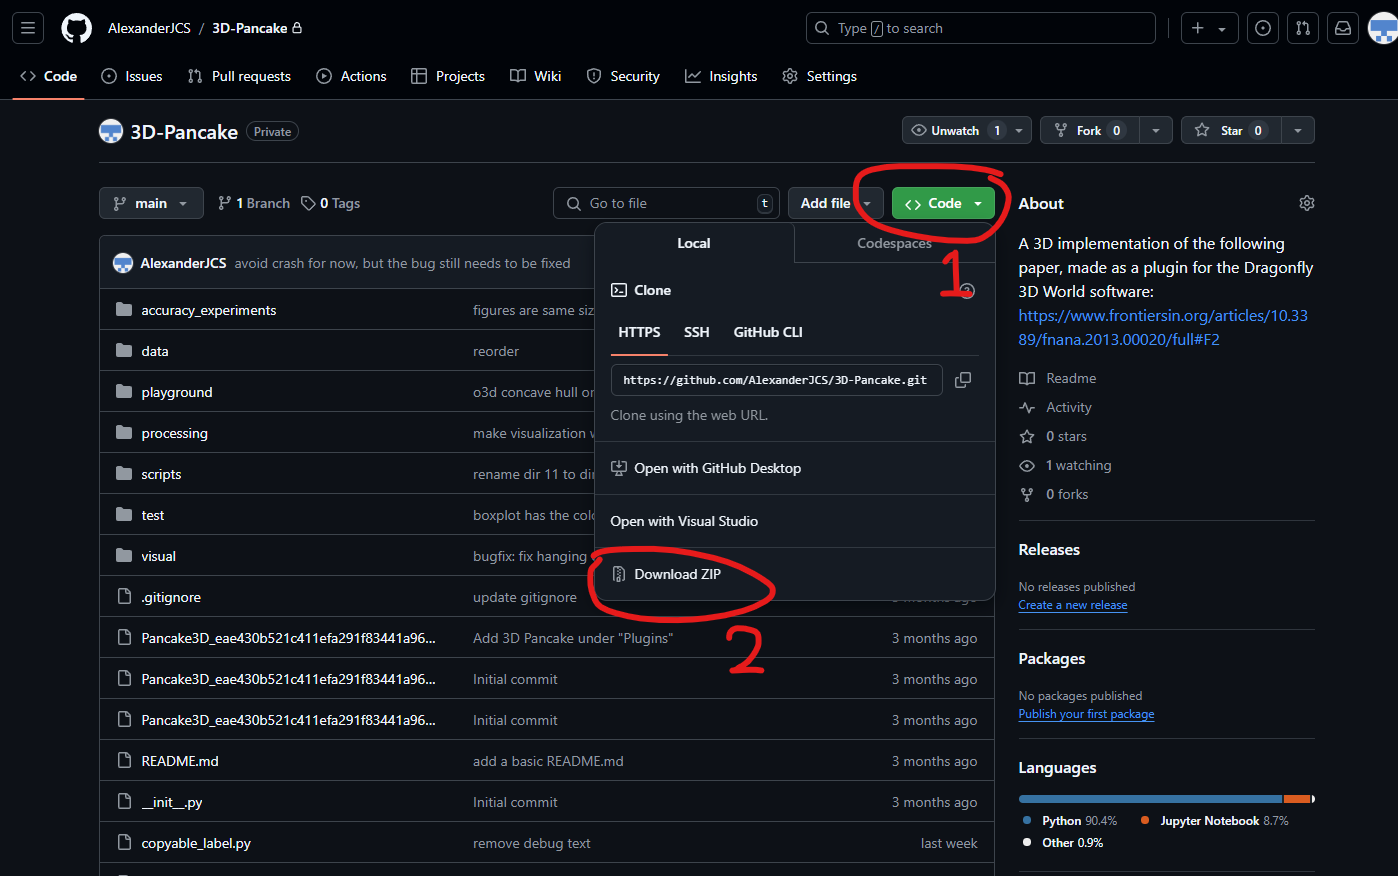 AlexanderJCS / 3D-Pancake
Type / to search
Code Issues Pull requests Actions Projects Wiki Security Insights Settings
3D-Pancake Private
Unwatch 1 Fork 0 Star 0
main 1 Branch 0 Tags
Go to file t Add file Code
1
2
Local Codespaces
Clone
HTTPS SSH GitHub CLI
https://github.com/AlexanderJCS/3D-Pancake.git
Clone using the web URL.
Open with GitHub Desktop
Open with Visual Studio
Download ZIP
AlexanderJCS avoid crash for now, but the bug still needs to be fixed
accuracy_experiments figures are same siz
data reorder
playground o3d concave hull or
processing make visualization
scripts rename dir 11 to di
test boxplot has the colo
visual bugfix: fix hanging
.gitignore update gitignore
Pancake3D_eae430b521c411efa291f83441a96... Add 3D Pancake under "Plugins" 3 months ago
Pancake3D_eae430b521c411efa291f83441a96... Initial commit 3 months ago
Pancake3D_eae430b521c411efa291f83441a96... Initial commit 3 months ago
README.md add a basic README.md 3 months ago
__init__.py Initial commit 3 months ago
copyable_label.py remove debug text last week
About
A 3D implementation of the following
paper, made as a plugin for the Dragonfly
3D World software:
https://www.frontiersin.org/articles/10.33
89/fnana.2013.00020/full#F2
Readme
Activity
0 stars
1 watching
0 forks
Releases
No releases published
Create a new release
Packages
No packages published
Publish your first package
Languages
Python 90.4% Jupyter Notebook 8.7%
Other 0.9%